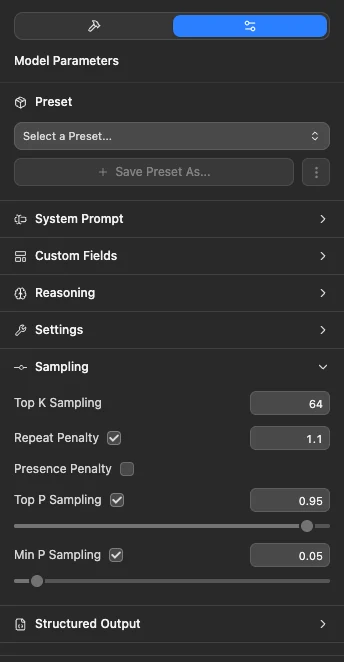 Model Parameters
Preset
Select a Preset...
+ Save Preset As...
System Prompt
Custom Fields
Reasoning
Settings
Sampling
Top K Sampling 64
Repeat Penalty 1.1
Presence Penalty
Top P Sampling 0.95
Min P Sampling 0.05
Structured Output